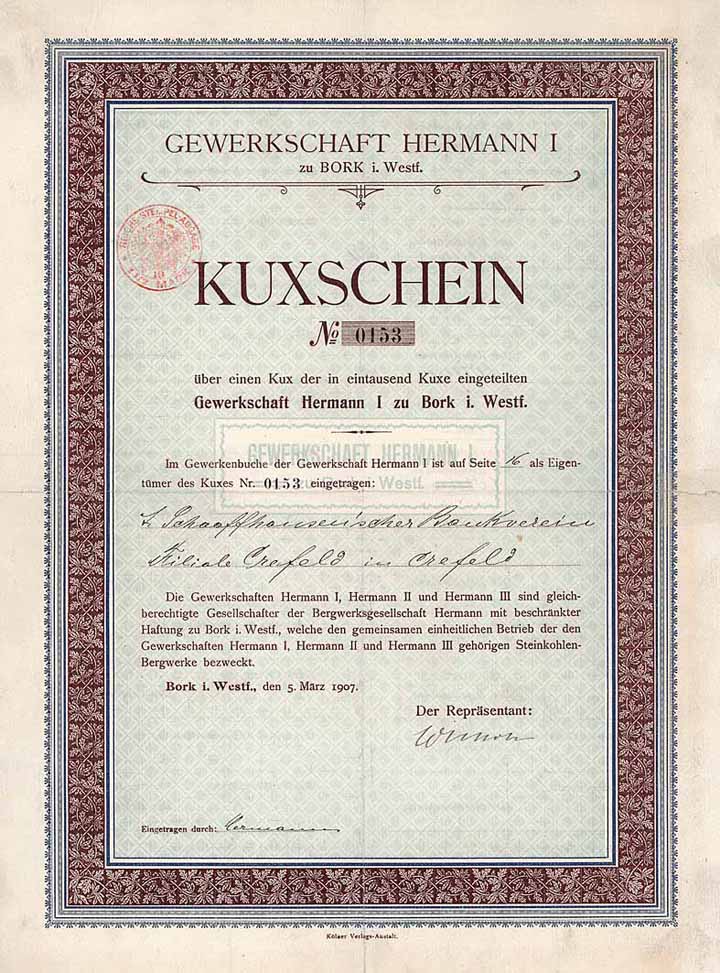 GEWERKSCHAFT HERMANN I
zu BORK i. Westf.
REICHS-STEMPEL-ABGABE
KUXSCHEIN
No 0153
über einen Kux der in eintausend Kuxe eingeteilten
Gewerkschaft Hermann I zu Bork i. Westf.
GEWERKSCHAFT HERMANN I
zu Westf.
Im Gewerkenbuche der Gewerkschaft Hermann I ist auf Seite 16 als Eigen-
tümer des Kuxes Nr. 0153 eingetragen:
Schaaffhausen'scher Bankverein
Filiale Crefeld in Crefeld
Die Gewerkschaften Hermann I, Hermann II und Hermann III sind gleich-
berechtigte Gesellschafter der Bergwerksgesellschaft Hermann mit beschränkter
Haftung zu Bork i. Westf., welche den gemeinsamen einheitlichen Betrieb der den
Gewerkschaften Hermann I, Hermann II und Hermann III gehörigen Steinkohlen-
Bergwerke bezweckt.
Bork i. Westf., den 5. März 1907.
Der Repräsentant:
Eingetragen durch:
Kölner Verlags-Anstalt.